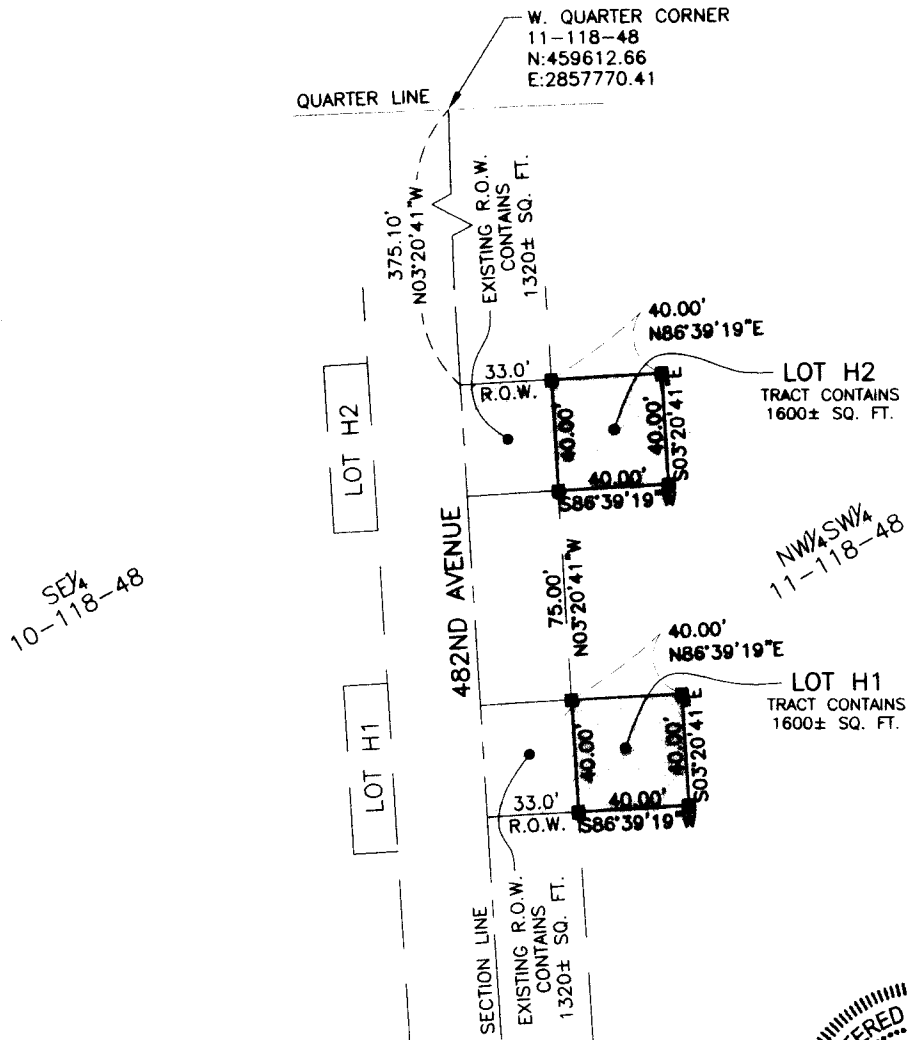 W. QUARTER CORNER
11-118-48
N:459612.66
E:2857770.41
QUARTER LINE
375.10'
N03°20'41"W
EXISTING R.O.W.
CONTAINS
1320± SQ. FT.
40.00'
N86°39'19"E
33.0'
R.O.W.
LOT H2
TRACT CONTAINS
1600± SQ. FT.
LOT H2
40.00'
40.00'
S03°20'41"E
40.00'
S86°39'19"W
482ND AVENUE
75.00'
N03°20'41"W
NW¼SW¼
11-118-48
SE¼
10-118-48
40.00'
N86°39'19"E
LOT H1
TRACT CONTAINS
1600± SQ. FT.
LOT H1
40.00'
40.00'
S03°20'41"E
33.0'
R.O.W.
40.00'
S86°39'19"W
SECTION LINE
EXISTING R.O.W.
CONTAINS
1320± SQ. FT.
ERED